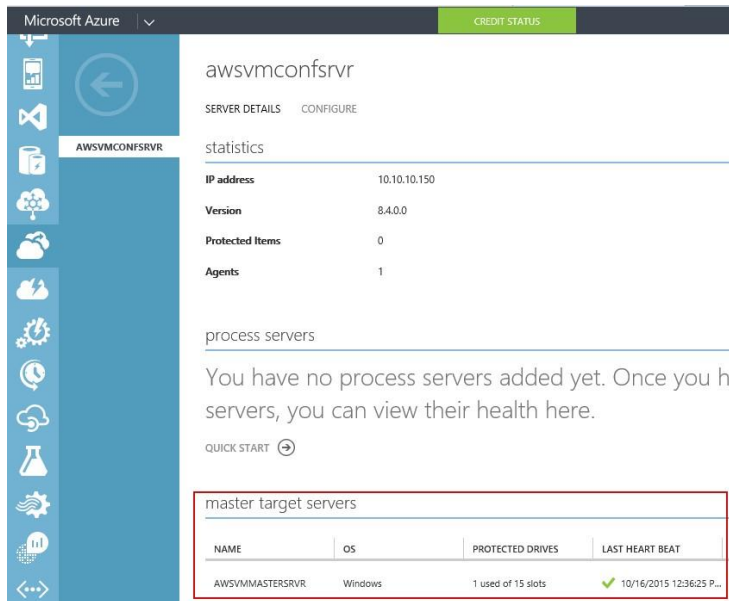 Microsoft Azure
CREDIT STATUS
AWSVMCONFSRVR
awsvmconfsrvr
SERVER DETAILS CONFIGURE
statistics
IP address 10.10.10.150
Version 8.4.0.0
Protected Items 0
Agents 1
process servers
You have no process servers added yet. Once you h
servers, you can view their health here.
QUICK START
master target servers
NAME OS PROTECTED DRIVES LAST HEART BEAT
AWSVMMASTERSRVR Windows 1 used of 15 slots 10/16/2015 12:36:25 P...